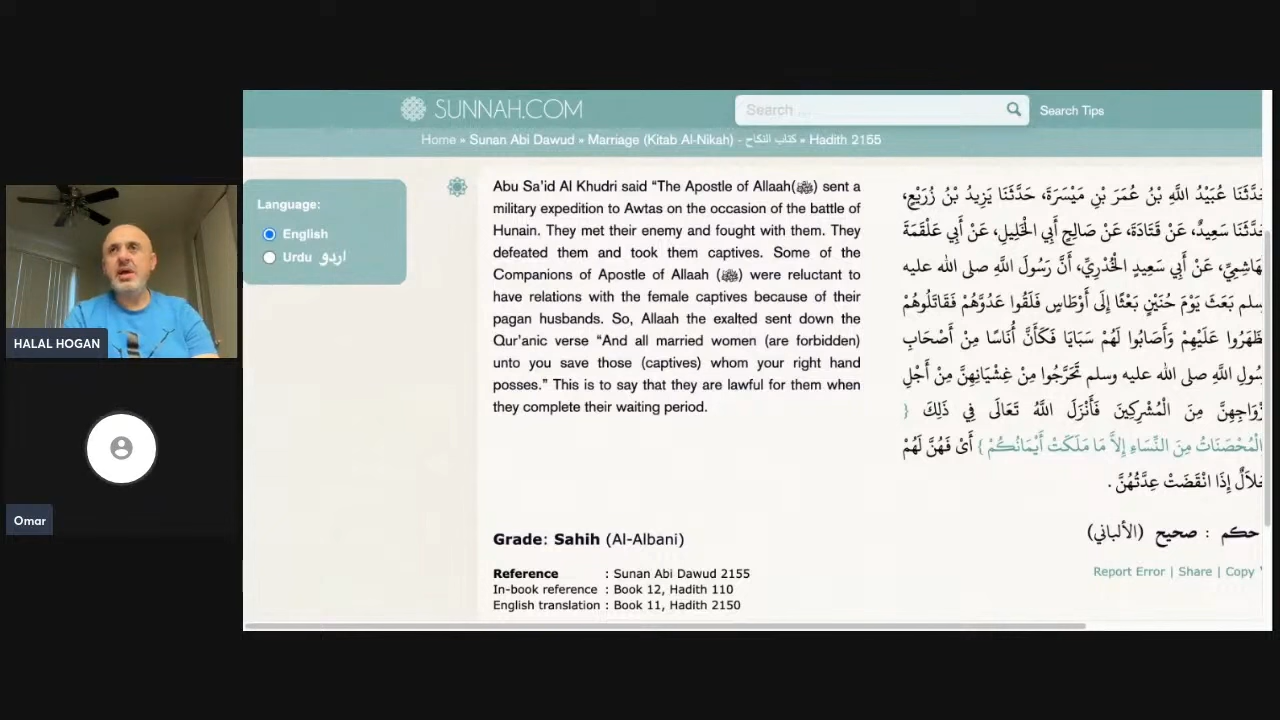 SUNNAH.COM
Search ...
Search Tips
Home » Sunan Abi Dawud » Marriage (Kitab Al-Nikah) - كتاب النكاح » Hadith 2155
Language:
English
Urdu اردو
Abu Sa'id Al Khudri said "The Apostle of Allaah(ﷺ) sent a
military expedition to Awtas on the occasion of the battle of
Hunain. They met their enemy and fought with them. They
defeated them and took them captives. Some of the
Companions of Apostle of Allaah (ﷺ) were reluctant to
have relations with the female captives because of their
pagan husbands. So, Allaah the exalted sent down the
Qur'anic verse "And all married women (are forbidden)
unto you save those (captives) whom your right hand
posses." This is to say that they are lawful for them when
they complete their waiting period.
حَدَّثَنَا عُبَيْدُ اللَّهِ بْنُ عُمَرَ بْنِ مَيْسَرَةَ، حَدَّثَنَا يَزِيدُ بْنُ زُرَيْعٍ،
حَدَّثَنَا سَعِيدٌ، عَنْ قَتَادَةَ، عَنْ صَالِحٍ أَبِي الْخَلِيلِ، عَنْ أَبِي عَلْقَمَةَ
هَاشِمِيِّ، عَنْ أَبِي سَعِيدٍ الْخُدْرِيِّ، أَنَّ رَسُولَ اللَّهِ صلى الله عليه
وسلم بَعَثَ يَوْمَ حُنَيْنٍ بَعْثًا إِلَى أَوْطَاسٍ فَلَقُوا عَدُوَّهُمْ فَقَاتَلُوهُمْ
ظَهَرُوا عَلَيْهِمْ وَأَصَابُوا لَهُمْ سَبَايَا فَكَأَنَّ أُنَاسًا مِنْ أَصْحَابِ
رَسُولِ اللَّهِ صلى الله عليه وسلم تَحَرَّجُوا مِنْ غِشْيَانِهِنَّ مِنْ أَجْلِ
زْوَاجِهِنَّ مِنَ الْمُشْرِكِينَ فَأَنْزَلَ اللَّهُ تَعَالَى فِي ذَلِكَ {
الْمُحْصَنَاتُ مِنَ النِّسَاءِ إِلاَّ مَا مَلَكَتْ أَيْمَانُكُمْ } أَىْ فَهُنَّ لَهُمْ
حَلاَلٌ إِذَا انْقَضَتْ عِدَّتُهُنَّ .
Grade: Sahih (Al-Albani)
حكم : صحيح (الألباني)
Reference : Sunan Abi Dawud 2155
In-book reference : Book 12, Hadith 110
English translation : Book 11, Hadith 2150
Report Error | Share | Copy
HALAL HOGAN
Omar